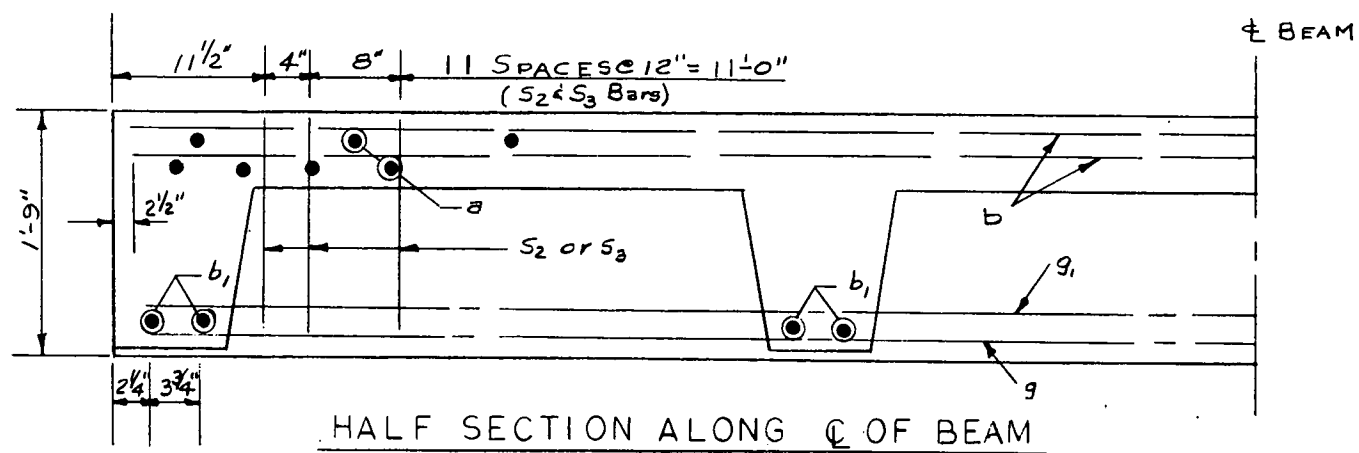 ℄ BEAM
11½" 4" 8" 11 SPACES@12"=11'-0"
(S₂ & S₃ Bars)
1'-9"
2½"
a
b
S₂ or S₃
b₁
b₁
g₁
g
2¼" 3¾"
HALF SECTION ALONG ℄ OF BEAM